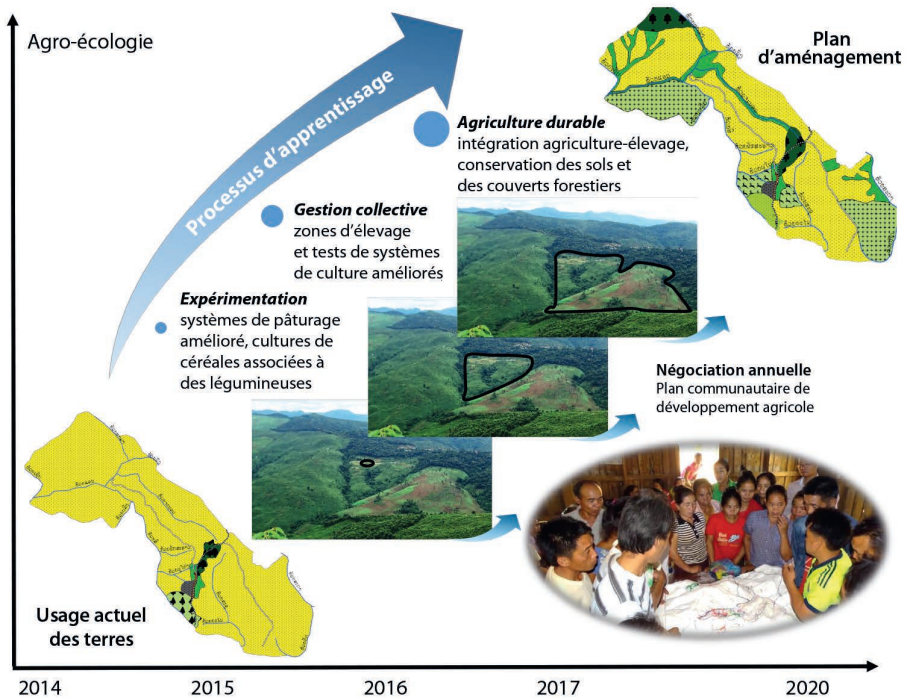 Agro-écologie
Processus d'apprentissage
Plan
d'aménagement
Agriculture durable
intégration agriculture-élevage,
conservation des sols et
des couverts forestiers
Gestion collective
zones d'élevage
et tests de systèmes
de culture améliorés
Expérimentation
systèmes de pâturage
amélioré, cultures de
céréales associées à
des légumineuses
Négociation annuelle
Plan communautaire de
développement agricole
Usage actuel
des terres
2014 2015 2016 2017 2020